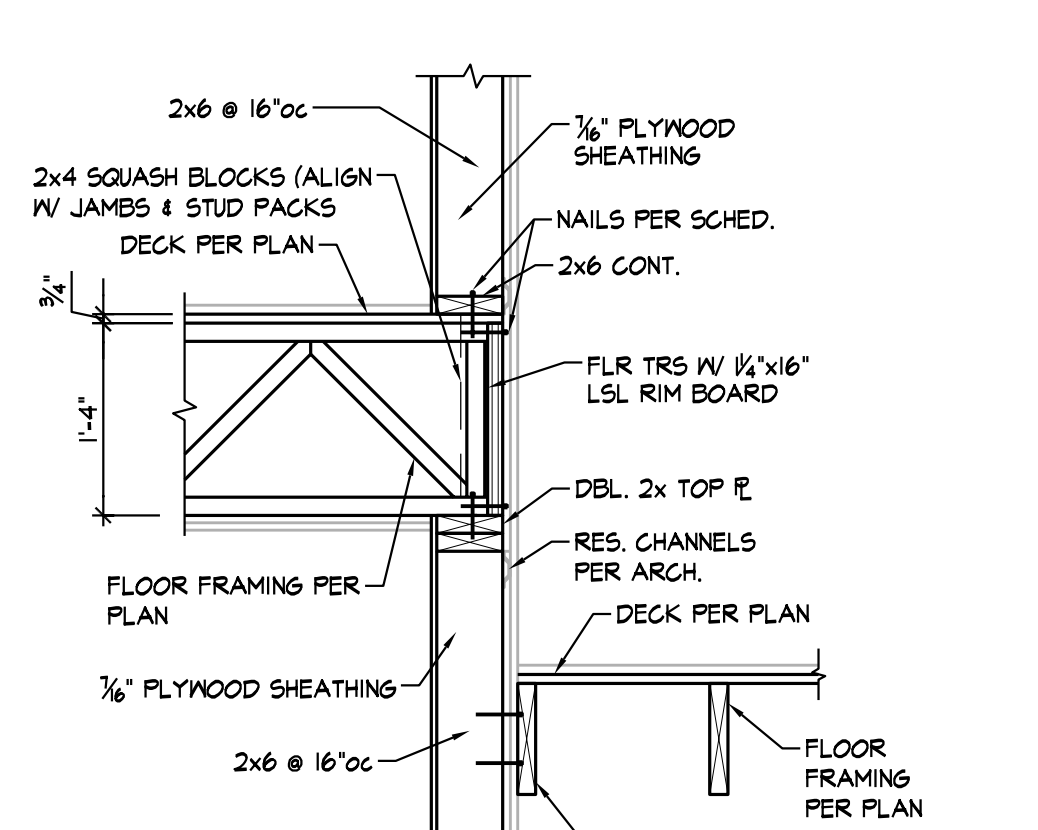 2x6 @ 16"oc
7/16" PLYWOOD
SHEATHING
2x4 SQUASH BLOCKS (ALIGN
W/ JAMBS & STUD PACKS
NAILS PER SCHED.
DECK PER PLAN
2x6 CONT.
3/4"
FLR TRS W/ 1 1/4"x16"
LSL RIM BOARD
1'-4"
DBL. 2x TOP PL
RES. CHANNELS
PER ARCH.
FLOOR FRAMING PER
PLAN
DECK PER PLAN
7/16" PLYWOOD SHEATHING
2x6 @ 16"oc
FLOOR
FRAMING
PER PLAN